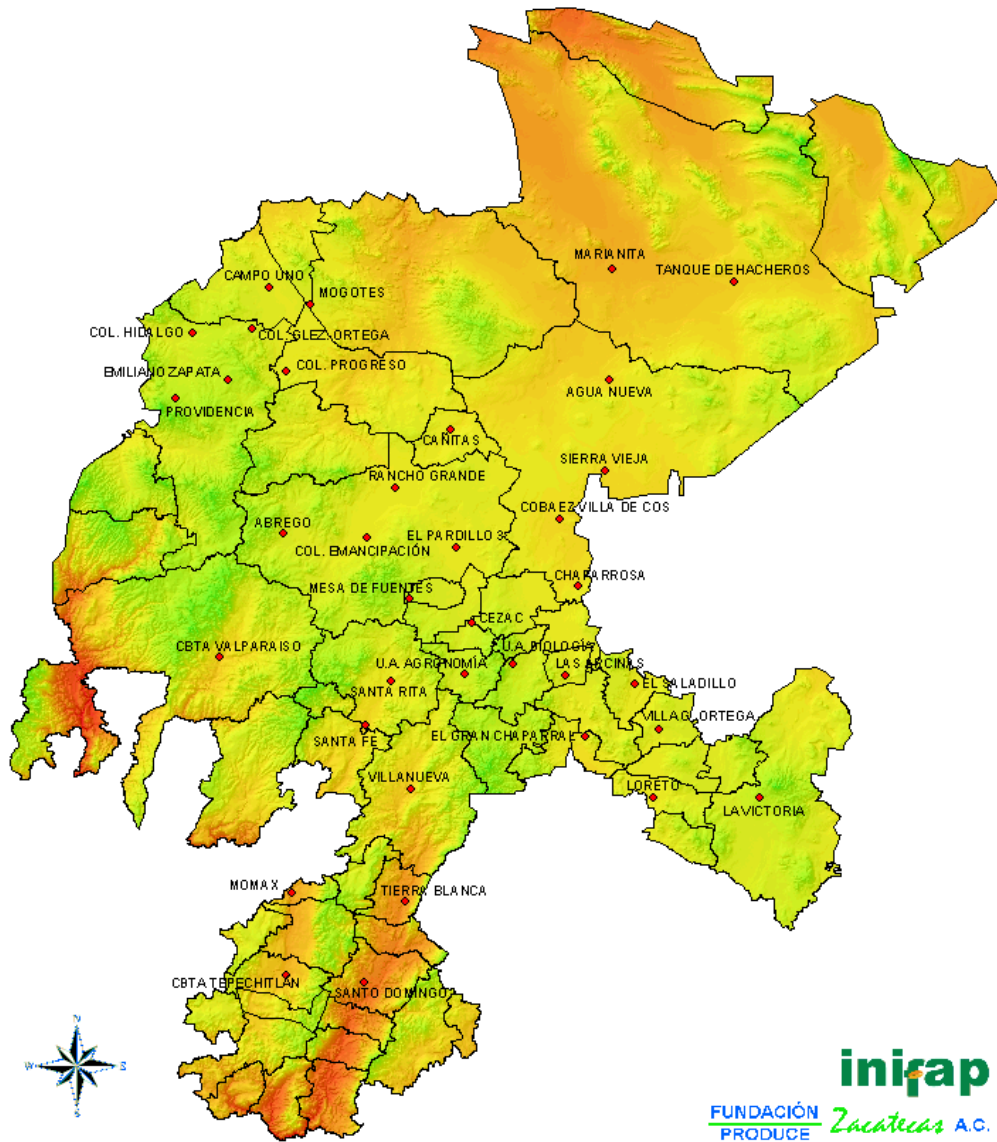 MARIANITA
TANQUE DE HACHEROS
CAMPO UNO
MOGOTES
COL. HIDALGO
COL. GLEZ. ORTEGA
COL. PROGRESO
EMILIANO ZAPATA
AGUA NUEVA
PROVIDENCIA
CAÑITAS
SIERRA VIEJA
RANCHO GRANDE
COBAEZ VILLA DE COS
ABREGO
EL PARDILLO 3
COL. EMANCIPACIÓN
CHAPARROSA
MESA DE FUENTES
CEZAC
CBTA VALPARAISO
U.A. BIOLOGÍA
U.A. AGRONOMÍA
LAS ARCINAS
SANTA RITA
EL SALADILLO
VILLA G. ORTEGA
SANTA FE
EL GRAN CHAPARRAL
VILLANUEVA
LORETO
LA VICTORIA
MOMAX
TIERRA BLANCA
CBTA TEPECHITLÁN
SANTO DOMINGO
N
W
S
inifap
FUNDACIÓN
PRODUCE
Zacatecas A.C.